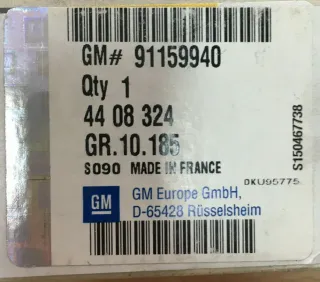 GM# 91159940
Qty 1
44 08 324
GR.10.185
S090 MADE IN FRANCE
DKU95775
S150467738
GM
GM Europe GmbH,
D-65428 Rüsselsheim